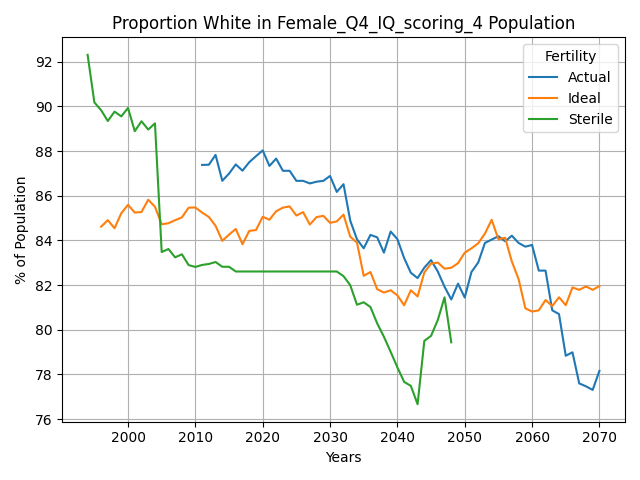 Proportion White in Female_Q4_IQ_scoring_4 Population
Fertility
Actual
Ideal
Sterile
% of Population
92
90
88
86
84
82
80
78
76
2000
2010
2020
2030
2040
2050
2060
2070
Years